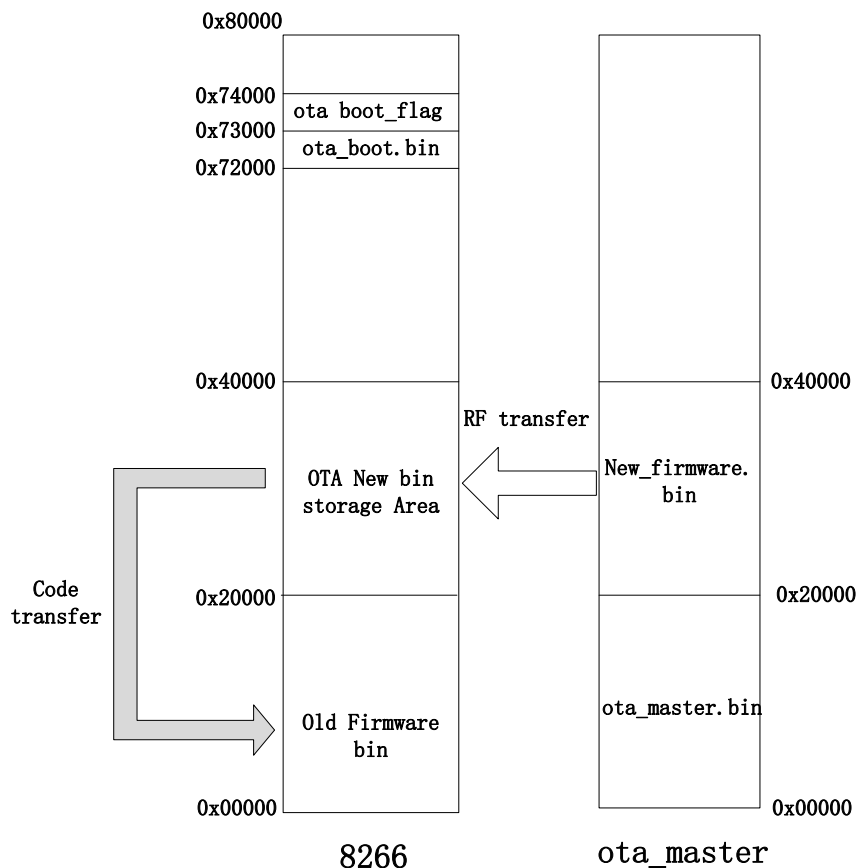 0x80000
0x74000
ota boot_flag
0x73000
ota_boot.bin
0x72000
0x40000
0x40000
RF transfer
OTA New bin
storage Area
New_firmware.
bin
Code
transfer
0x20000
0x20000
Old Firmware
bin
ota_master.bin
0x00000
0x00000
8266
ota_master